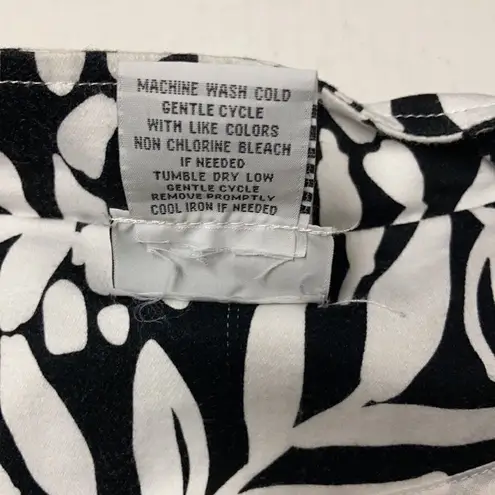 MACHINE WASH COLD
GENTLE CYCLE
WITH LIKE COLORS
NON CHLORINE BLEACH
IF NEEDED
TUMBLE DRY LOW
GENTLE CYCLE
REMOVE PROMPTLY
COOL IRON IF NEEDED